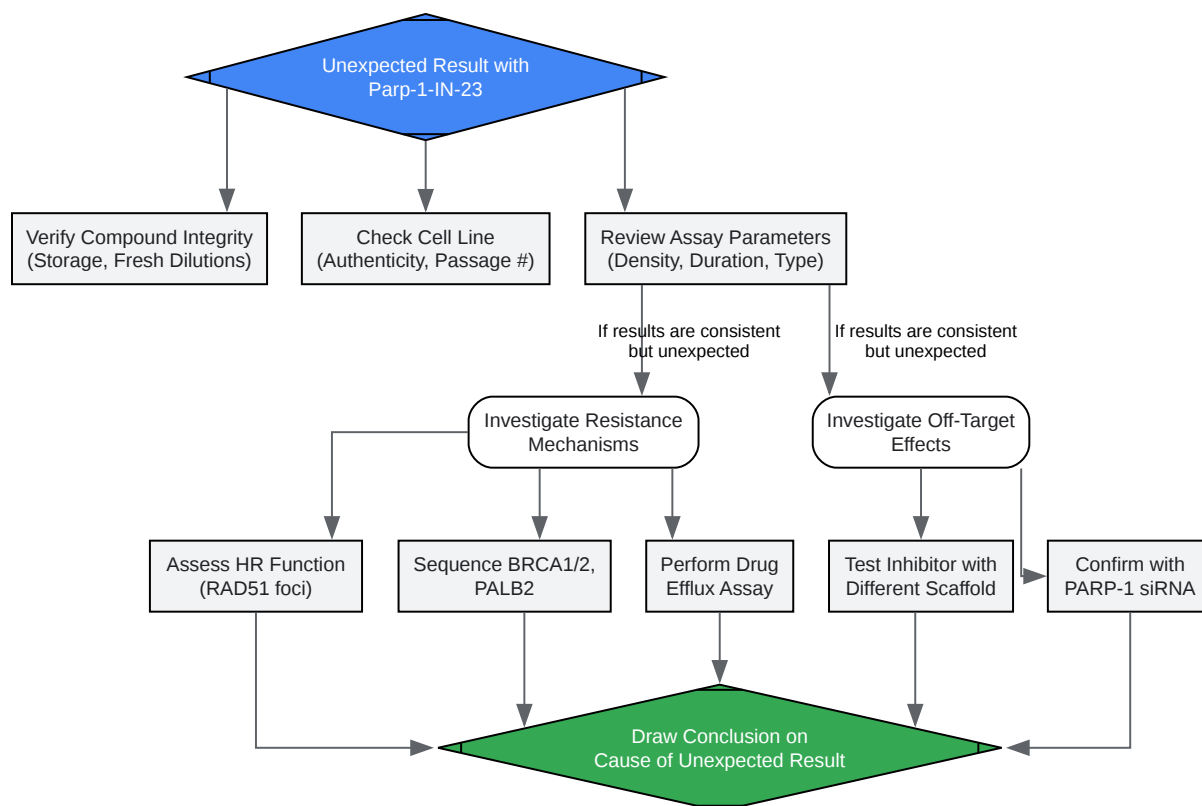 Unexpected Result with
Parp-1-IN-23
Verify Compound Integrity
(Storage, Fresh Dilutions)
Check Cell Line
(Authenticity, Passage #)
Review Assay Parameters
(Density, Duration, Type)
If results are consistent
but unexpected
If results are consistent
but unexpected
Investigate Resistance
Mechanisms
Investigate Off-Target
Effects
Assess HR Function
(RAD51 foci)
Sequence BRCA1/2,
PALB2
Perform Drug
Efflux Assay
Test Inhibitor with
Different Scaffold
Confirm with
PARP-1 siRNA
Draw Conclusion on
Cause of Unexpected Result